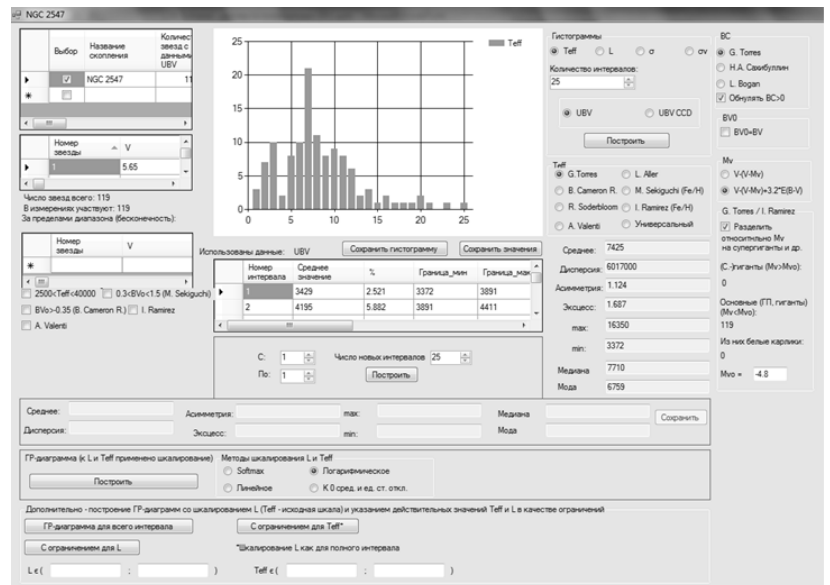 NGC 2547
Выбор Название скопления Количес звезд с данными UBV
NGC 2547 11
Номер звезды V
1 5.65
Число звезд всего: 119
В измерениях участвуют: 119
За пределами диапазона (бесконечность):
Номер звезды V
2500<Teff<40000 0.3<BVo<1.5 (M. Sekiguchi)
BVo>-0.35 (B. Cameron R.) I. Ramirez
A. Valenti
25
20
15
10
5
0
0 5 10 15 20 25
Teff
Использованы данные: UBV Сохранить гистограмму Сохранить значения
Номер интервала Среднее значение % Граница_мин Граница_мак
1 3429 2.521 3372 3891
2 4195 5.882 3891 4411
С: 1 Число новых интервалов 25
По: 1 Построить
Гистограммы
Teff L σ σv
Количество интервалов:
25
UBV UBV CCD
Построить
Teff
G.Torres L. Aller
B. Cameron R. M. Sekiguchi (Fe/H)
R. Soderbloom I. Ramirez (Fe/H)
A. Valenti Универсальный
Среднее: 7425
Дисперсия: 6017000
Асимметрия: 1.124
Эксцесс: 1.687
max: 16350
min: 3372
Медиана 7710
Мода 6759
BC
G. Torres
Н.А. Сахибуллин
L. Bogan
Обнулять BC>0
BV0
BV0=BV
Mv
V-(V-Mv)
V-(V-Mv)+3.2*E(B-V)
G. Torres / I. Ramirez
Разделить
относительно Mv
на супергиганты и др.
(С.-)гиганты (Mv>Mvo):
0
Основные (ГП, гиганты)
(Mv<Mvo):
119
Из них белые карлики:
0
Mvo = -4.8
Среднее: Асимметрия: max: Медиана Сохранить
Дисперсия: Эксцесс: min: Мода
ГР-диаграмма (к L и Teff применено шкалирование) Методы шкалирования L и Teff
Построить Softmax Логарифмическое
Линейное К 0 сред. и ед. ст. откл.
Дополнительно - построение ГР-диаграмм со шкалированием L (Teff - исходная шкала) и указанием действительных значений Teff и L в качестве ограничений
ГР-диаграмма для всего интервала С ограничением для Teff*
С ограничением для L *Шкалирование L как для полного интервала
L є ( ; ) Teff є ( ; )